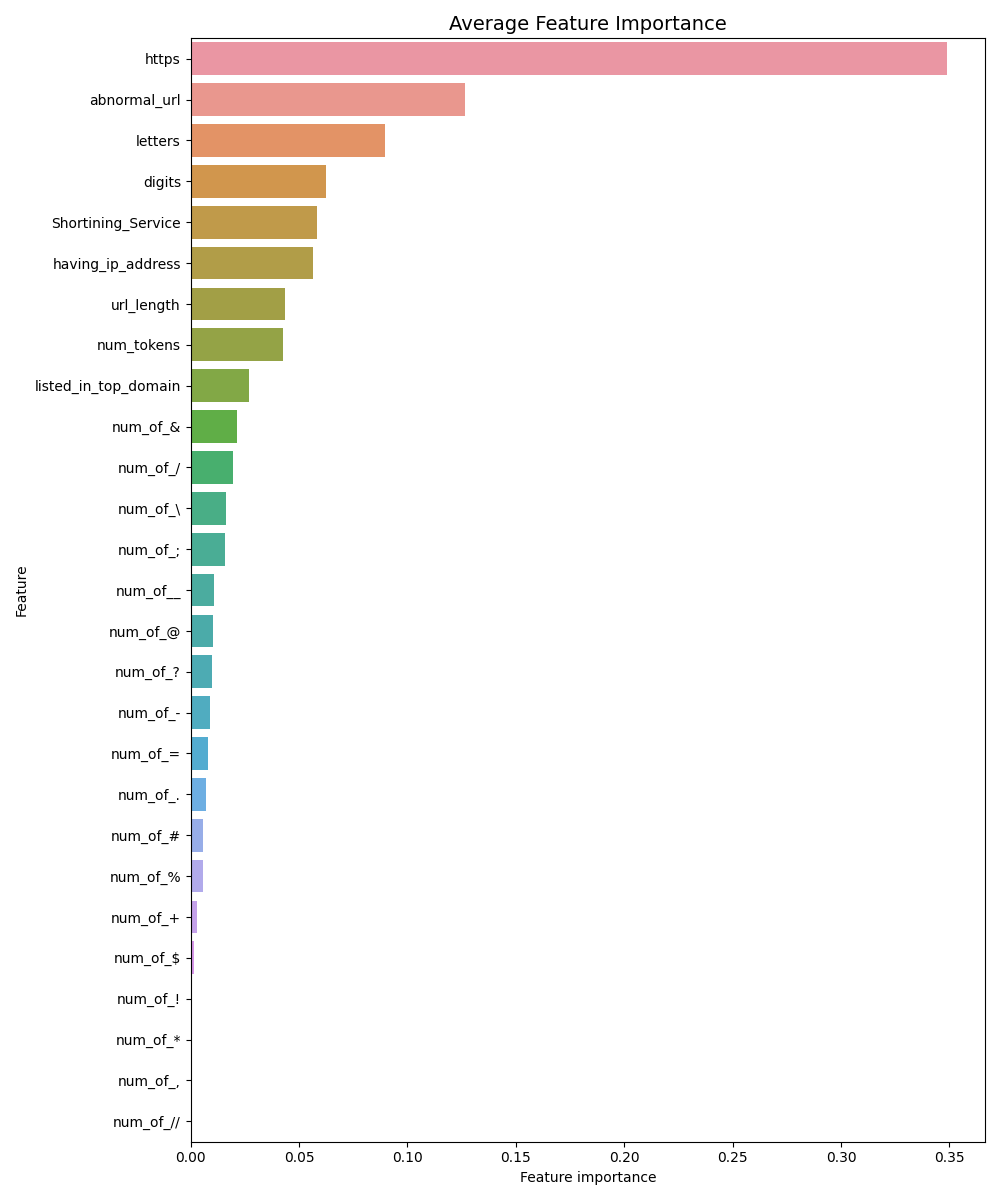 Average Feature Importance
https
abnormal_url
letters
digits
Shortining_Service
having_ip_address
url_length
num_tokens
listed_in_top_domain
num_of_&
num_of_/
num_of_\
num_of_;
num_of__
num_of_@
num_of_?
num_of_-
num_of_=
num_of_.
num_of_#
num_of_%
num_of_+
num_of_$
num_of_!
num_of_*
num_of_,
num_of_//
Feature
0.00 0.05 0.10 0.15 0.20 0.25 0.30 0.35
Feature importance